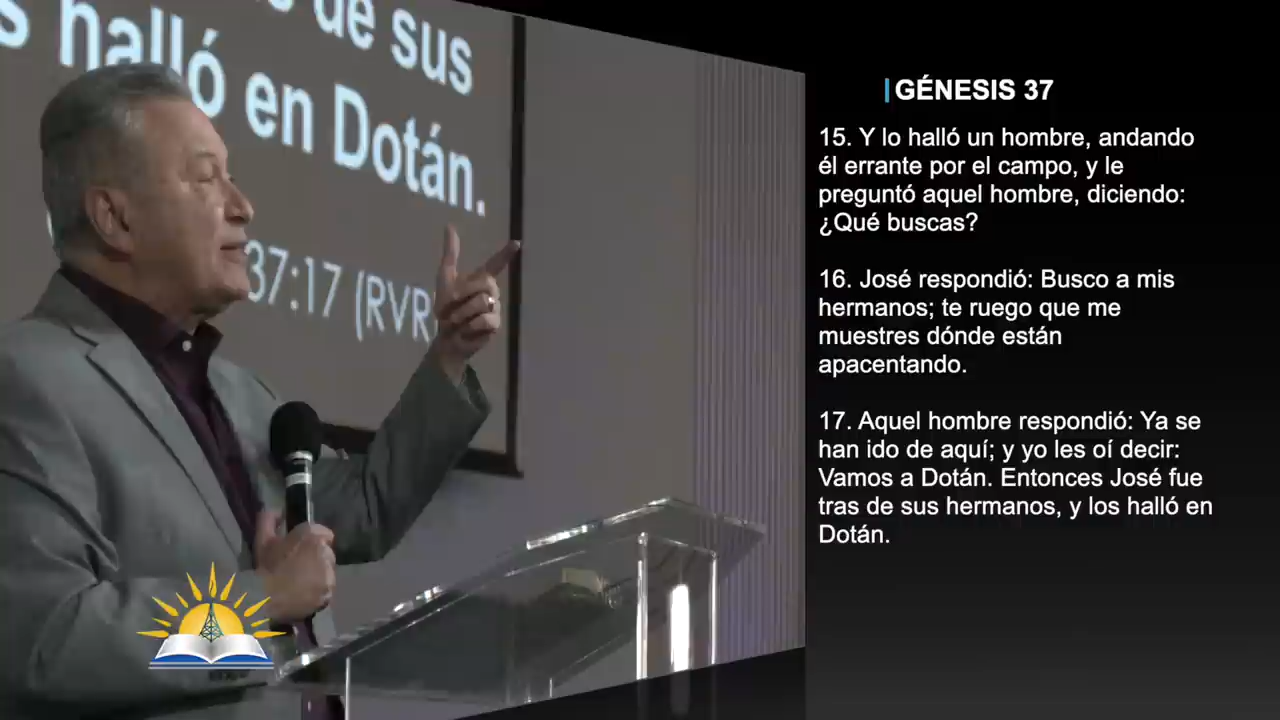 de sus
s halló en Dotán.
37:17 (RVR
GÉNESIS 37
15. Y lo halló un hombre, andando
él errante por el campo, y le
preguntó aquel hombre, diciendo:
¿Qué buscas?
16. José respondió: Busco a mis
hermanos; te ruego que me
muestres dónde están
apacentando.
17. Aquel hombre respondió: Ya se
han ido de aquí; y yo les oí decir:
Vamos a Dotán. Entonces José fue
tras de sus hermanos, y los halló en
Dotán.